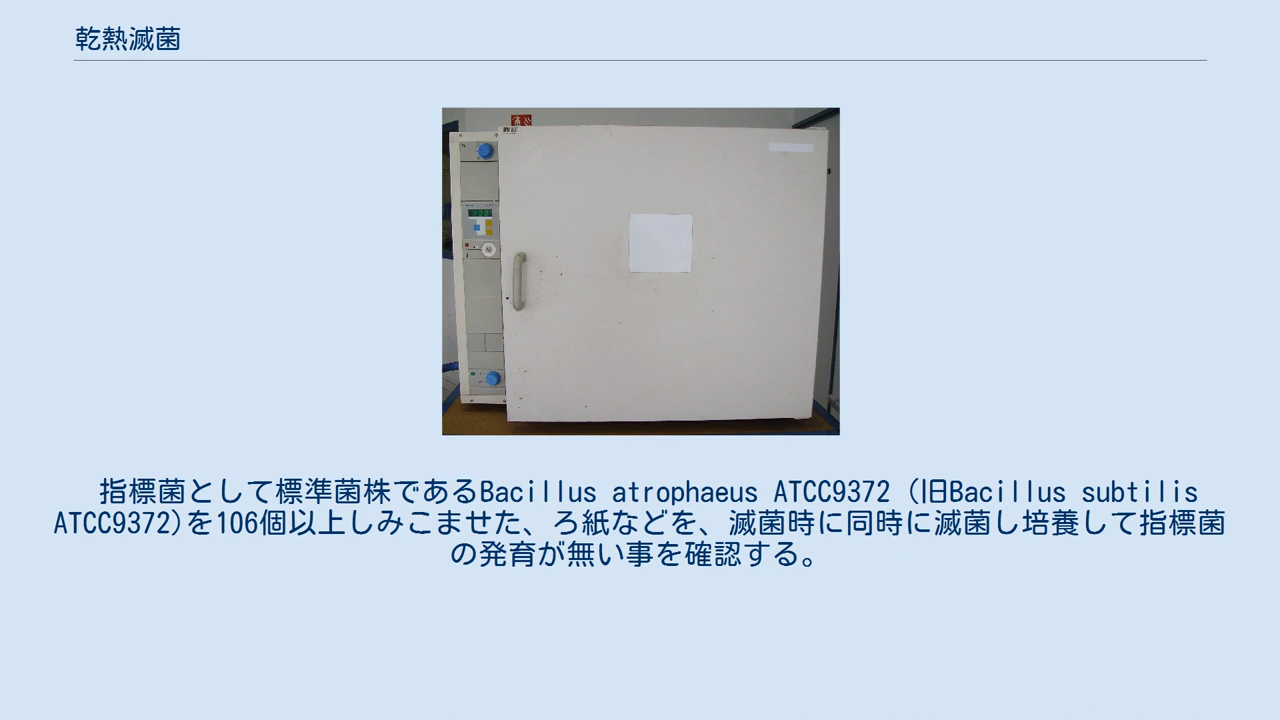 乾熱滅菌
指標菌として標準菌株であるBacillus atrophaeus ATCC9372 (旧Bacillus subtilis
ATCC9372)を106個以上しみこませた、ろ紙などを、滅菌時に同時に滅菌し培養して指標菌
の発育が無い事を確認する。